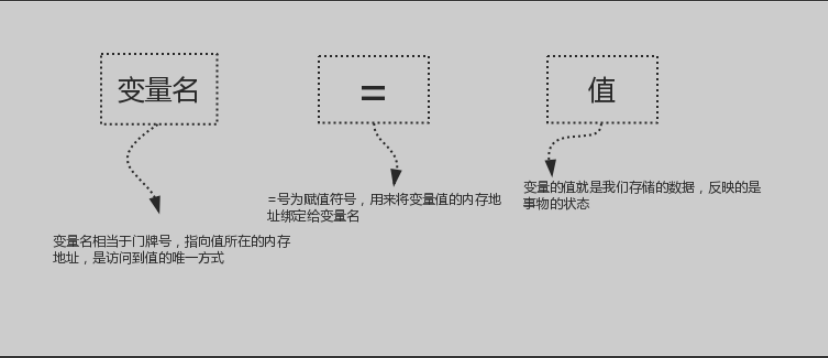 变量名
=
值
变量名相当于门牌号，指向值所在的内存
地址，是访问到值的唯一方式
=号为赋值符号，用来将变量值的内存地
址绑定给变量名
变量的值就是我们存储的数据，反映的是
事物的状态